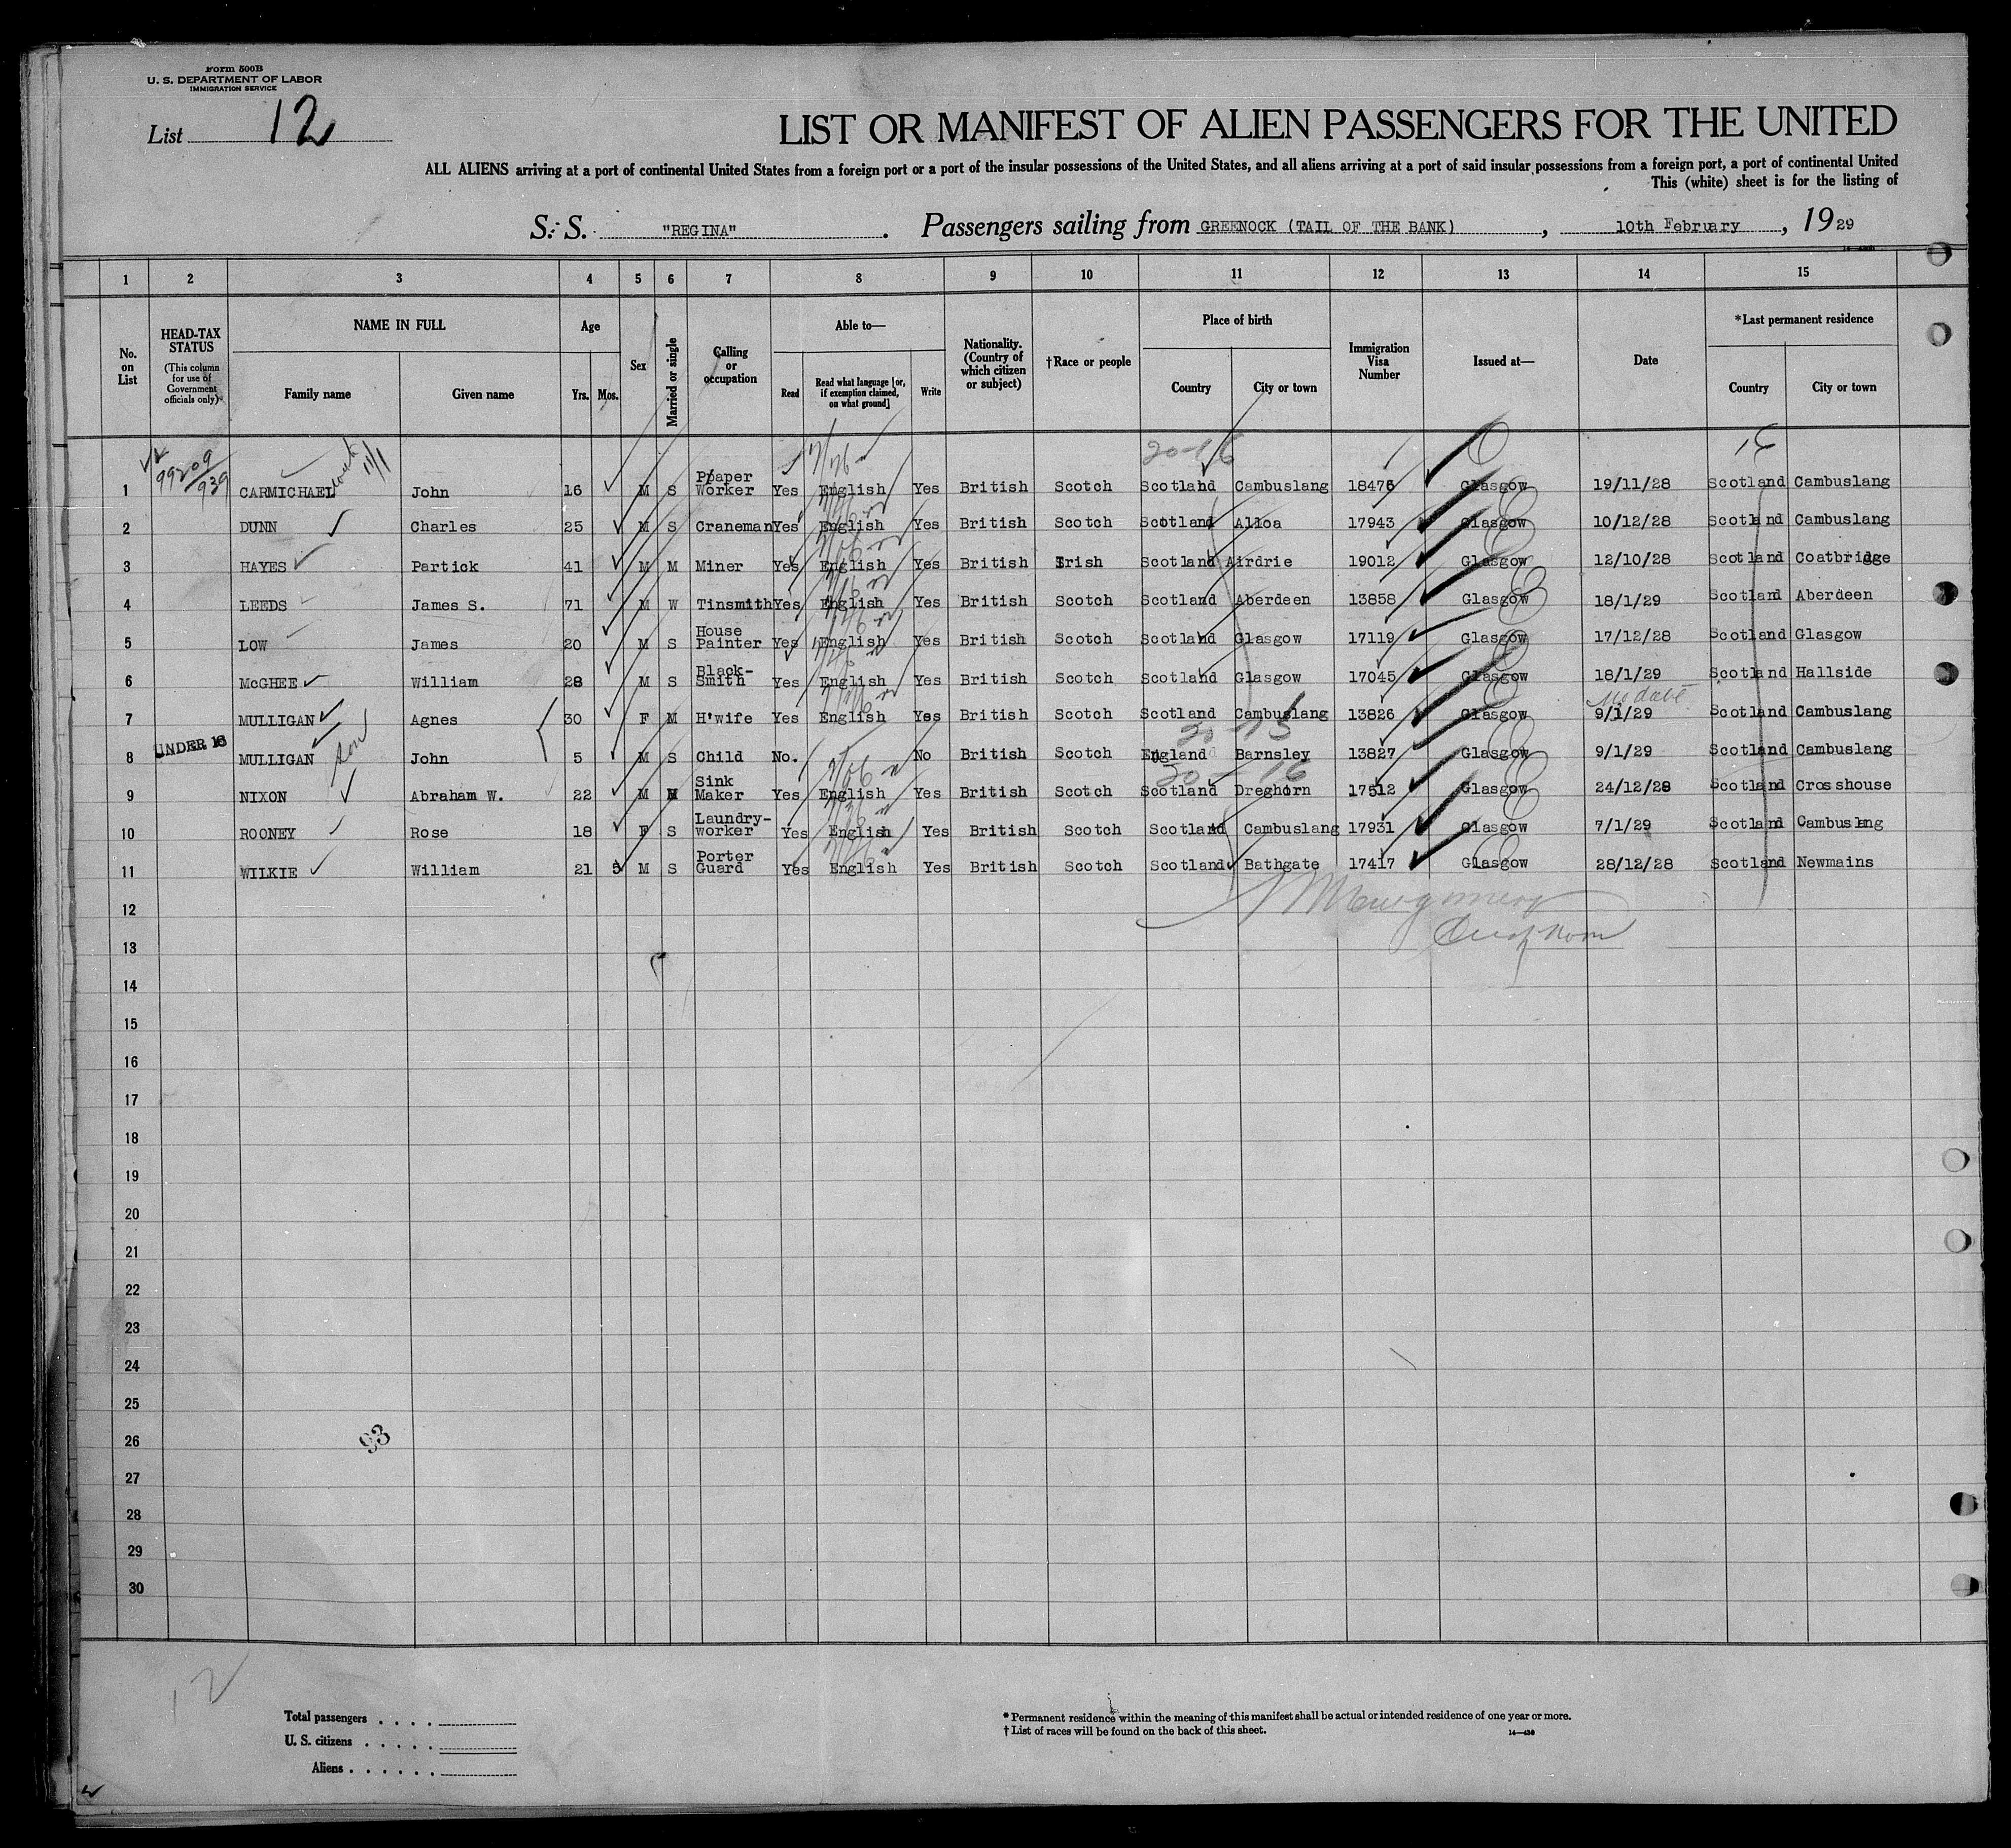 Form 500B
U. S. DEPARTMENT OF LABOR
IMMIGRATION SERVICE
List 12
LIST OR MANIFEST OF ALIEN PASSENGERS FOR THE UNITED
ALL ALIENS arriving at a port of continental United States from a foreign port or a port of the insular possessions of the United States, and all aliens arriving at a port of said insular possessions from a foreign port, a port of continental United
This (white) sheet is for the listing of
S. S. "REGINA". Passengers sailing from GREENOCK (TAIL OF THE BANK), 10th February, 1929
1 2 3 4 5 6 7 8 9 10 11 12 13 14 15
No. on List
HEAD-TAX STATUS
(This column for use of Government officials only)
NAME IN FULL
Family name
Given name
Age
Yrs.
Mos.
Sex
Married or single
Calling or occupation
Able to—
Read
Read what language [or, if exemption claimed, on what ground]
Write
Nationality. (Country of which citizen or subject)
†Race or people
Place of birth
Country
City or town
Immigration Visa Number
Issued at—
Date
*Last permanent residence
Country
City or town
99209/939 11/1 20-16 16
1 CARMICHAEL John 16 M S Ppaper Worker Yes English Yes British Scotch Scotland Cambuslang 18476 Glasgow 19/11/28 Scotland Cambuslang
2 DUNN Charles 25 M S Craneman Yes English Yes British Scotch Scotland Alloa 17943 Glasgow 10/12/28 Scotland Cambuslang
3 HAYES Partick 41 M M Miner Yes English Yes British Irish Scotland Airdrie 19012 Glasgow 12/10/28 Scotland Coatbridge
4 LEEDS James S. 71 M W Tinsmith Yes English Yes British Scotch Scotland Aberdeen 13858 Glasgow 18/1/29 Scotland Aberdeen
5 LOW James 20 M S House Painter Yes English Yes British Scotch Scotland Glasgow 17119 Glasgow 17/12/28 Scotland Glasgow
6 McGHEE William 28 M S Black-Smith Yes English Yes British Scotch Scotland Glasgow 17045 Glasgow 18/1/29 Scotland Hallside
no date
7 MULLIGAN Agnes 30 F M H'wife Yes English Yes British Scotch Scotland Cambuslang 13826 Glasgow 9/1/29 Scotland Cambuslang
8 UNDER 16 MULLIGAN son John 5 M S Child No. No British Scotch England Barnsley 13827 Glasgow 9/1/29 Scotland Cambuslang
9 NIXON Abraham W. 22 M M Sink Maker Yes English Yes British Scotch Scotland Dreghorn 17512 Glasgow 24/12/28 Scotland Crosshouse
10 ROONEY Rose 18 F S Laundry-worker Yes English Yes British Scotch Scotland Cambuslang 17931 Glasgow 7/1/29 Scotland Cambuslang
11 WILKIE William 21 5 M S Porter Guard Yes English Yes British Scotch Scotland Bathgate 17417 Glasgow 28/12/28 Scotland Newmains
12
13
14
15
16
17
18
19
20
21
22
23
24
25
26
93
27
28
29
30
12
Total passengers
U. S. citizens
Aliens
* Permanent residence within the meaning of this manifest shall be actual or intended residence of one year or more.
† List of races will be found on the back of this sheet.
14—430